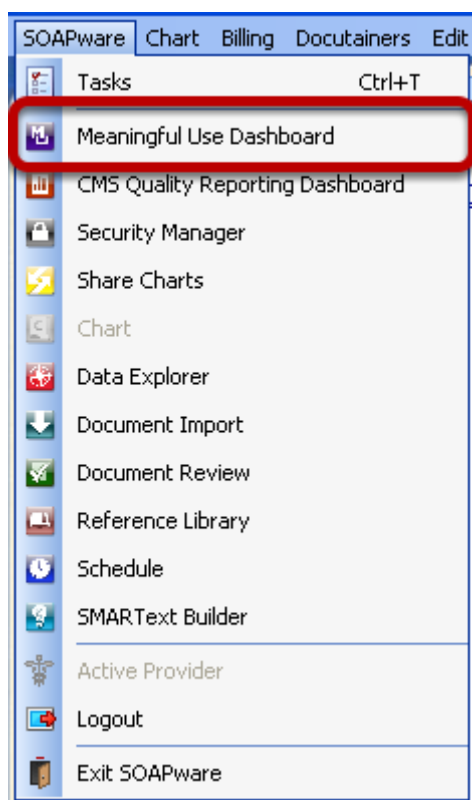 SOAPware Chart Billing Docutainers Edit
Tasks Ctrl+T
Meaningful Use Dashboard
CMS Quality Reporting Dashboard
Security Manager
Share Charts
Chart
Data Explorer
Document Import
Document Review
Reference Library
Schedule
SMARText Builder
Active Provider
Logout
Exit SOAPware